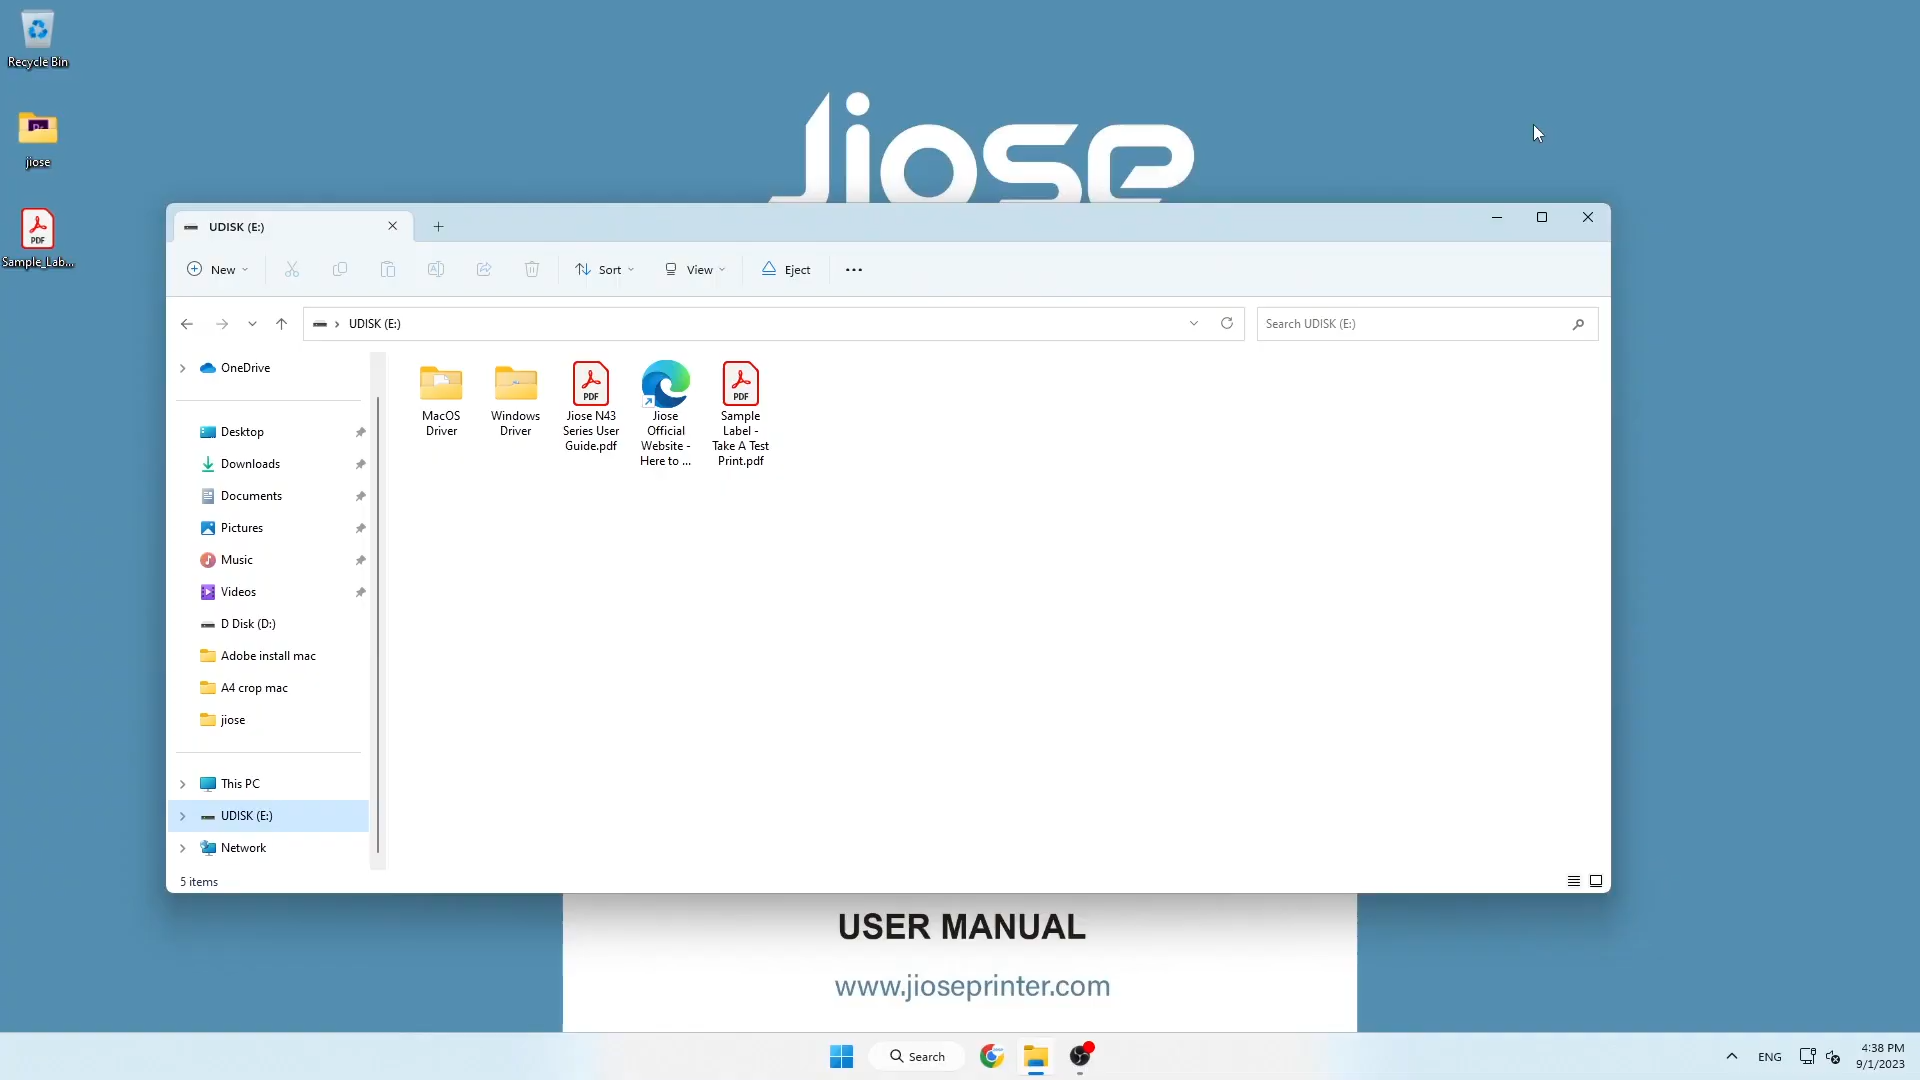 Recycle Bin
jiose
PDF
Sample_Lab...
Jiose
UDISK (E:)
New
Sort
View
Eject
UDISK (E:)
Search UDISK (E:)
OneDrive
Desktop
Downloads
Documents
Pictures
Music
Videos
D Disk (D:)
Adobe install mac
A4 crop mac
jiose
This PC
UDISK (E:)
Network
MacOS
Driver
Windows
Driver
PDF
Jiose N43
Series User
Guide.pdf
Jiose
Official
Website -
Here to ...
PDF
Sample
Label -
Take A Test
Print.pdf
5 items
USER MANUAL
www.jioseprinter.com
Search
ENG
4:38 PM
9/1/2023